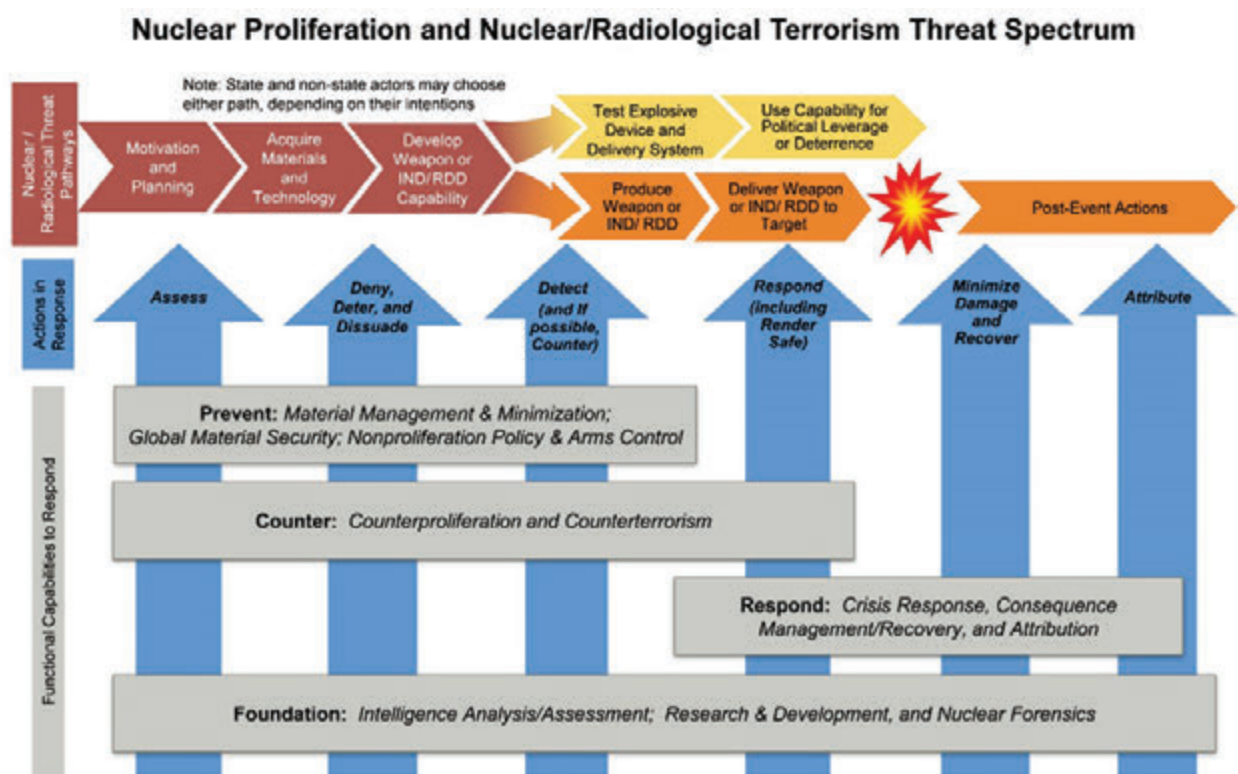 Nuclear Proliferation and Nuclear/Radiological Terrorism Threat Spectrum
Note: State and non-state actors may choose
either path, depending on their intentions
Nuclear /
Radiological Threat
Pathways
Motivation
and
Planning
Acquire
Materials
and
Technology
Develop
Weapon or
IND/RDD
Capability
Test Explosive
Device and
Delivery System
Use Capability for
Political Leverage
or Deterrence
Produce
Weapon or
IND/ RDD
Deliver Weapon
or IND/ RDD to
Target
Post-Event Actions
Actions in
Response
Assess
Deny,
Deter, and
Dissuade
Detect
(and If
possible,
Counter)
Respond
(including
Render
Safe)
Minimize
Damage
and
Recover
Attribute
Functional Capabilities to Respond
Prevent: Material Management & Minimization;
Global Material Security; Nonproliferation Policy & Arms Control
Counter: Counterproliferation and Counterterrorism
Respond: Crisis Response, Consequence
Management/Recovery, and Attribution
Foundation: Intelligence Analysis/Assessment; Research & Development, and Nuclear Forensics